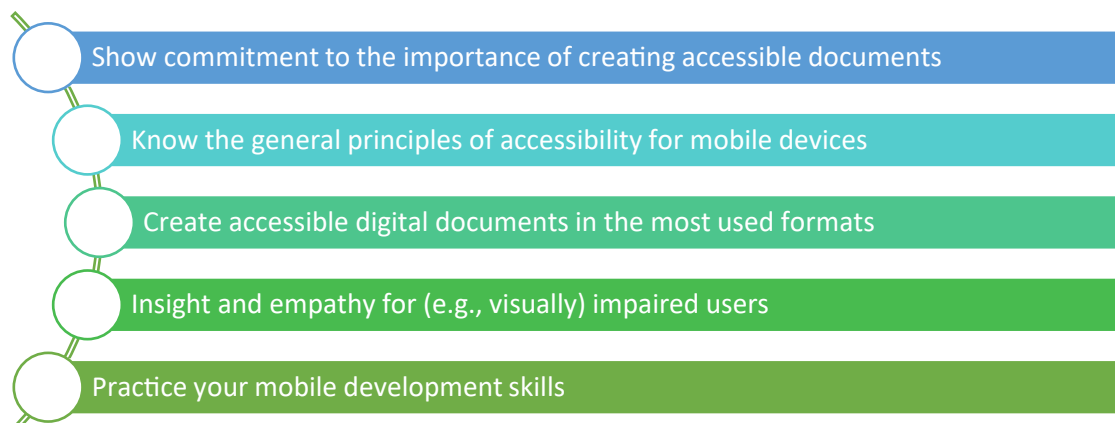 Show commitment to the importance of creating accessible documents
Know the general principles of accessibility for mobile devices
Create accessible digital documents in the most used formats
Insight and empathy for (e.g., visually) impaired users
Practice your mobile development skills